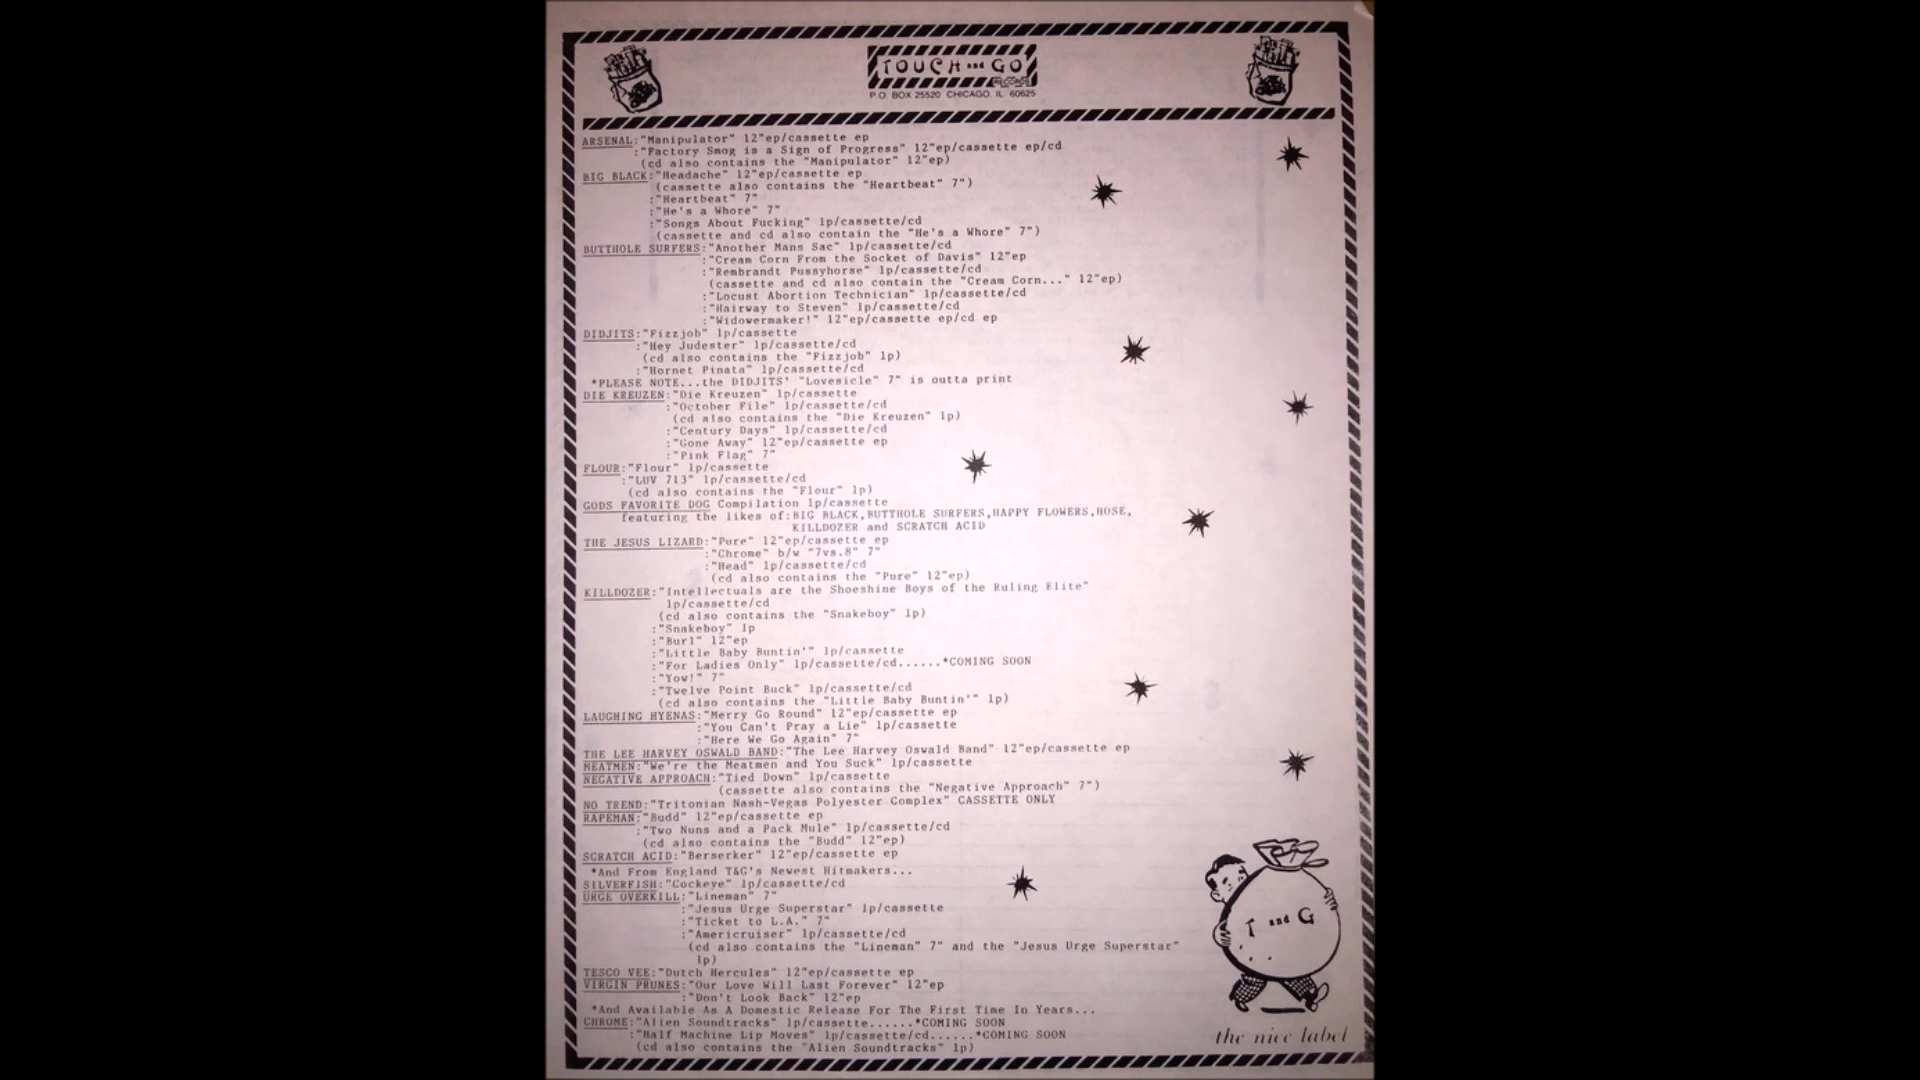 TOUCH and GO
RECORDS
P.O. BOX 25520 CHICAGO, IL 60625
ARSENAL:"Manipulator" 12"ep/cassette ep
:"Factory Smog is a Sign of Progress" 12"ep/cassette ep/cd
(cd also contains the "Manipulator" 12"ep)
BIG BLACK:"Headache" 12"ep/cassette ep
(cassette also contains the "Heartbeat" 7")
:"Heartbeat" 7"
:"He's a Whore" 7"
:"Songs About Fucking" lp/cassette/cd
(cassette and cd also contain the "He's a Whore" 7")
BUTTHOLE SURFERS:"Another Mans Sac" lp/cassette/cd
:"Cream Corn From the Socket of Davis" 12"ep
:"Rembrandt Pussyhorse" lp/cassette/cd
(cassette and cd also contain the "Cream Corn..." 12"ep)
:"Locust Abortion Technician" lp/cassette/cd
:"Hairway to Steven" lp/cassette/cd
:"Widowermaker!" 12"ep/cassette ep/cd ep
DIDJITS:"Fizzjob" lp/cassette
:"Hey Judester" lp/cassette/cd
(cd also contains the "Fizzjob" lp)
:"Hornet Pinata" lp/cassette/cd
*PLEASE NOTE...the DIDJITS' "Lovesicle" 7" is outta print
DIE KREUZEN:"Die Kreuzen" lp/cassette
:"October File" lp/cassette/cd
(cd also contains the "Die Kreuzen" lp)
:"Century Days" lp/cassette/cd
:"Gone Away" 12"ep/cassette ep
:"Pink Flag" 7"
FLOUR:"Flour" lp/cassette
:"LUV 713" lp/cassette/cd
(cd also contains the "Flour" lp)
GODS FAVORITE DOG Compilation lp/cassette
featuring the likes of:BIG BLACK,BUTTHOLE SURFERS,HAPPY FLOWERS,HOSE,
KILLDOZER and SCRATCH ACID
THE JESUS LIZARD:"Pure" 12"ep/cassette ep
:"Chrome" b/w "7vs.8" 7"
:"Head" lp/cassette/cd
(cd also contains the "Pure" 12"ep)
KILLDOZER:"Intellectuals are the Shoeshine Boys of the Ruling Elite"
lp/cassette/cd
(cd also contains the "Snakeboy" lp)
:"Snakeboy" lp
:"Burl" 12"ep
:"Little Baby Buntin'" lp/cassette
:"For Ladies Only" lp/cassette/cd......*COMING SOON
:"Yow!" 7"
:"Twelve Point Buck" lp/cassette/cd
(cd also contains the "Little Baby Buntin'" lp)
LAUGHING HYENAS:"Merry Go Round" 12"ep/cassette ep
:"You Can't Pray a Lie" lp/cassette
:"Here We Go Again" 7"
THE LEE HARVEY OSWALD BAND:"The Lee Harvey Oswald Band" 12"ep/cassette ep
MEATMEN:"We're the Meatmen and You Suck" lp/cassette
NEGATIVE APPROACH:"Tied Down" lp/cassette
(cassette also contains the "Negative Approach" 7")
NO TREND:"Tritonian Nash-Vegas Polyester Complex" CASSETTE ONLY
RAPEMAN:"Budd" 12"ep/cassette ep
:"Two Nuns and a Pack Mule" lp/cassette/cd
(cd also contains the "Budd" 12"ep)
SCRATCH ACID:"Berserker" 12"ep/cassette ep
*And From England T&G's Newest Hitmakers...
SILVERFISH:"Cockeye" lp/cassette/cd
URGE OVERKILL:"Lineman" 7"
:"Jesus Urge Superstar" lp/cassette
:"Ticket to L.A." 7"
:"Americruiser" lp/cassette/cd
(cd also contains the "Lineman" 7" and the "Jesus Urge Superstar"
lp)
TESCO VEE:"Dutch Hercules" 12"ep/cassette ep
VIRGIN PRUNES:"Our Love Will Last Forever" 12"ep
:"Don't Look Back" 12"ep
*And Available As A Domestic Release For The First Time In Years...
CHROME:"Alien Soundtracks" lp/cassette......*COMING SOON
:"Half Machine Lip Moves" lp/cassette/cd......*COMING SOON
(cd also contains the "Alien Soundtracks" lp)
T and G
the nice label